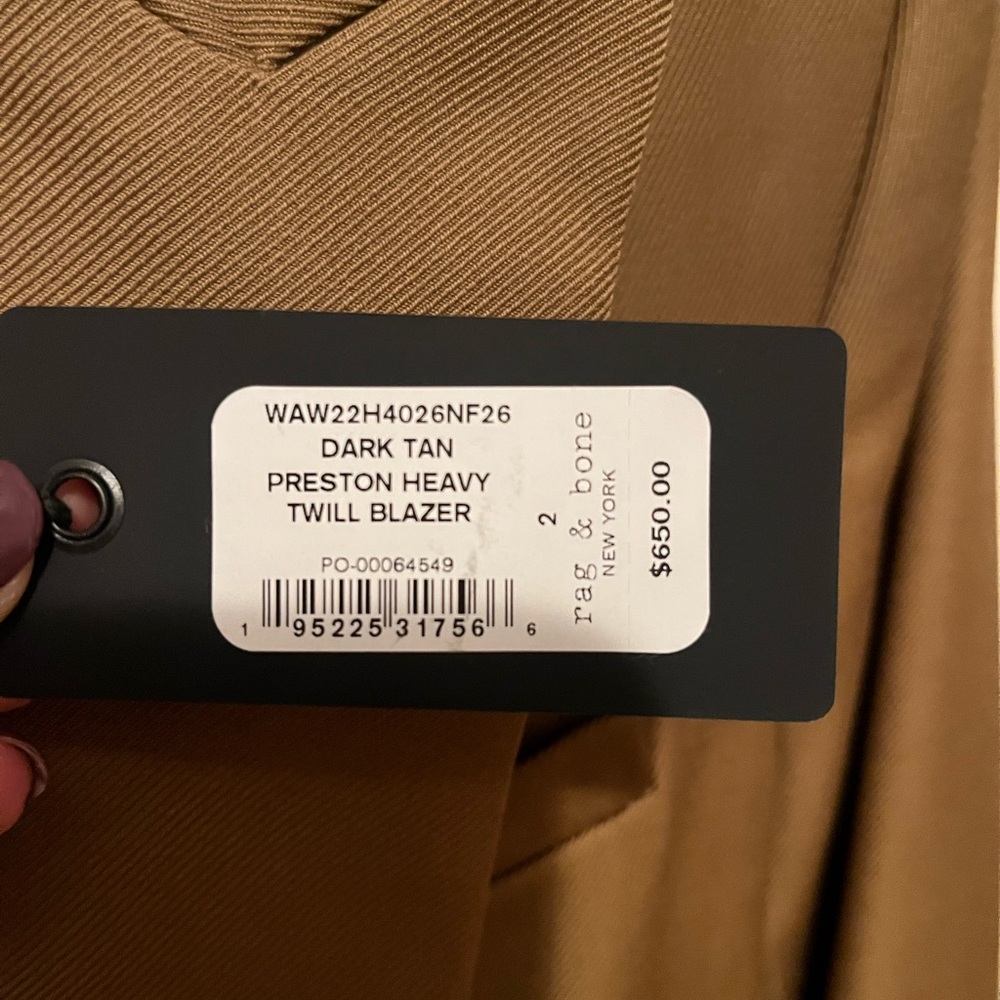 WAW22H4026NF26
DARK TAN
PRESTON HEAVY
TWILL BLAZER
PO-00064549
1 95225 31756 6
2
rag & bone
NEW YORK
$650.00